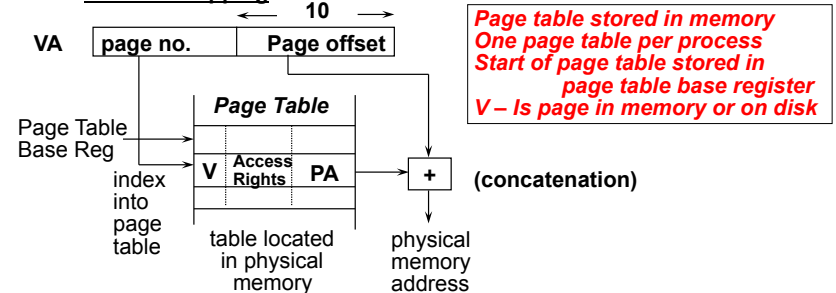 10
VA
page no.
Page offset
Page table stored in memory
One page table per process
Start of page table stored in
page table base register
V – Is page in memory or on disk
Page Table
Page Table
Base Reg
V
Access
Rights
PA
+
(concatenation)
index
into
page
table
table located
in physical
memory
physical
memory
address